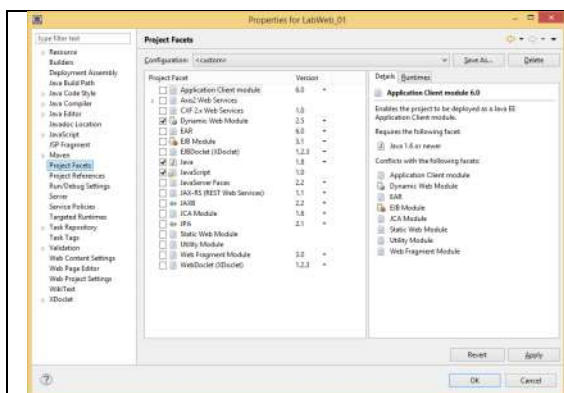 Properties for LabWeb_01
type filter text
Resource
Builders
Deployment Assembly
Java Build Path
Java Code Style
Java Compiler
Java Editor
Javadoc Location
JavaScript
JSP Fragment
Maven
Project Facets
Project References
Run/Debug Settings
Server
Service Policies
Targeted Runtimes
Task Repository
Task Tags
Validation
Web Content Settings
Web Page Editor
Web Project Settings
WikiText
XDoclet
Project Facets
Configuration: <custom>
Save As...
Delete
Project Facet Version
Application Client module 6.0
Axis2 Web Services
CXF 2.x Web Services 1.0
Dynamic Web Module 2.5
EAR 6.0
EJB Module 3.1
EJBDoclet (XDoclet) 1.2.3
Java 1.8
JavaScript 1.0
JavaServer Faces 2.2
JAX-RS (REST Web Services) 1.1
JAXB 2.2
JCA Module 1.6
JPA 2.1
Static Web Module
Utility Module
Web Fragment Module 3.0
WebDoclet (XDoclet) 1.2.3
Details Runtimes
Application Client module 6.0
Enables the project to be deployed as a Java EE
Application Client module.
Requires the following facet:
Java 1.6 or newer
Conflicts with the following facets:
Application Client module
Dynamic Web Module
EAR
EJB Module
JCA Module
Static Web Module
Utility Module
Web Fragment Module
Revert
Apply
OK
Cancel